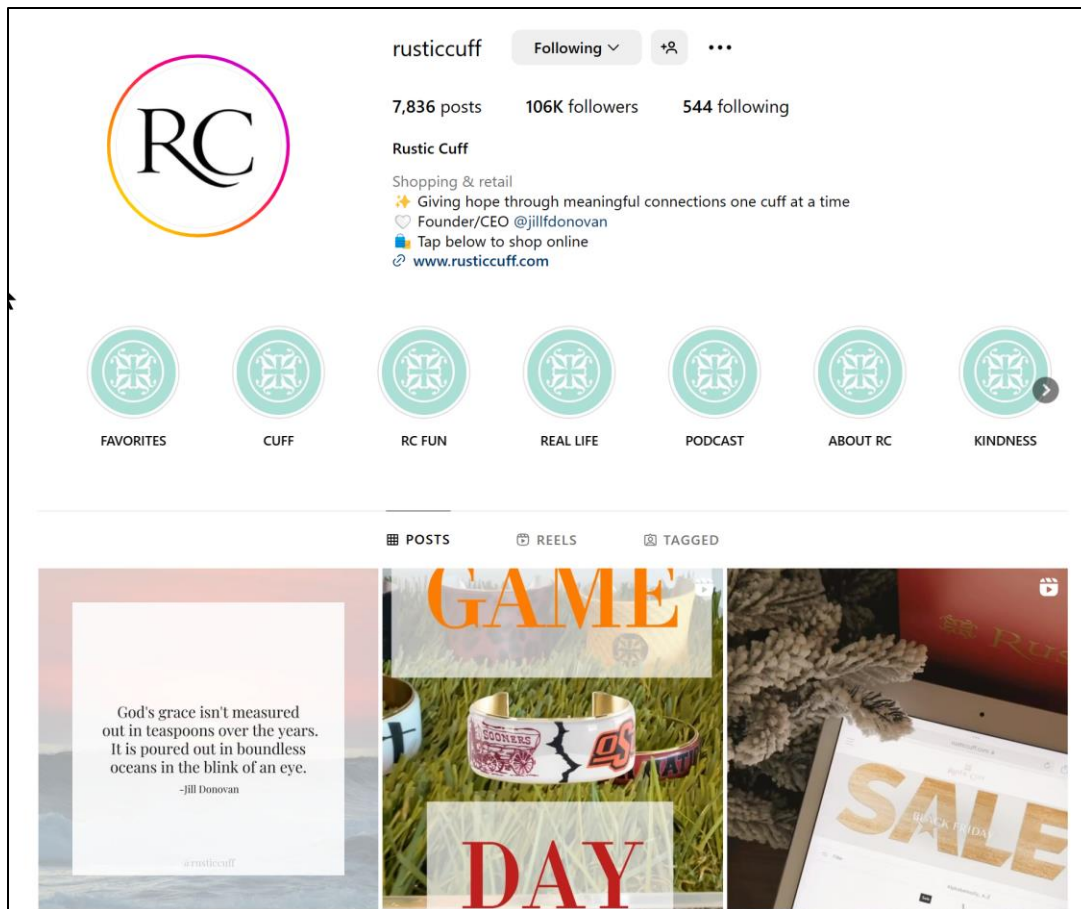 rusticcuff
Following
7,836 posts 106K followers 544 following
Rustic Cuff
Shopping & retail
✨ Giving hope through meaningful connections one cuff at a time
🤍 Founder/CEO @jillfdonovan
🛍️ Tap below to shop online
www.rusticcuff.com
RC
FAVORITES CUFF RC FUN REAL LIFE PODCAST ABOUT RC KINDNESS
POSTS REELS TAGGED
God's grace isn't measured
out in teaspoons over the years.
It is poured out in boundless
oceans in the blink of an eye.
-Jill Donovan
@rusticcuff
GAME
SOONERS
DAY
SALE
BLACK FRIDAY